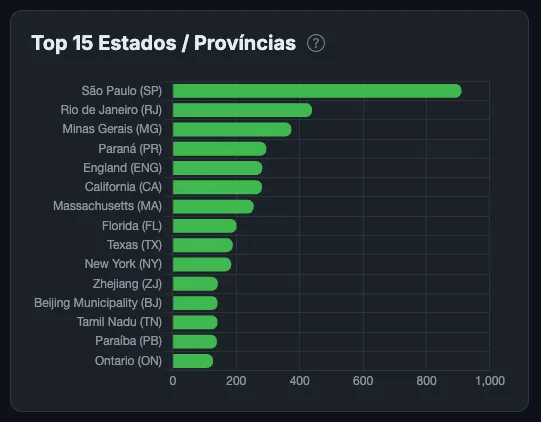 Top 15 Estados / Províncias ?
São Paulo (SP)
Rio de Janeiro (RJ)
Minas Gerais (MG)
Paraná (PR)
England (ENG)
California (CA)
Massachusetts (MA)
Florida (FL)
Texas (TX)
New York (NY)
Zhejiang (ZJ)
Beijing Municipality (BJ)
Tamil Nadu (TN)
Paraíba (PB)
Ontario (ON)
0 200 400 600 800 1,000